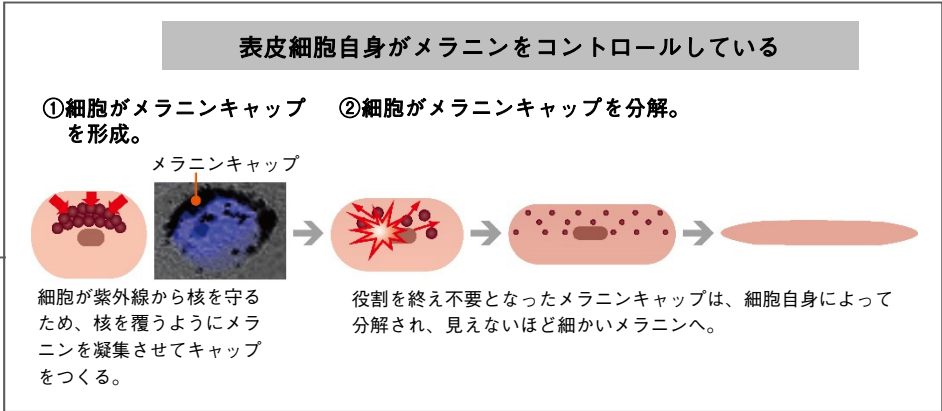 表皮細胞自身がメラニンをコントロールしている
①細胞がメラニンキャップ
を形成。
メラニンキャップ
細胞が紫外線から核を守る
ため、核を覆うようにメラ
ニンを凝集させてキャップ
をつくる。
②細胞がメラニンキャップを分解。
役割を終え不要となったメラニンキャップは、細胞自身によって
分解され、見えないほど細かいメラニンへ。